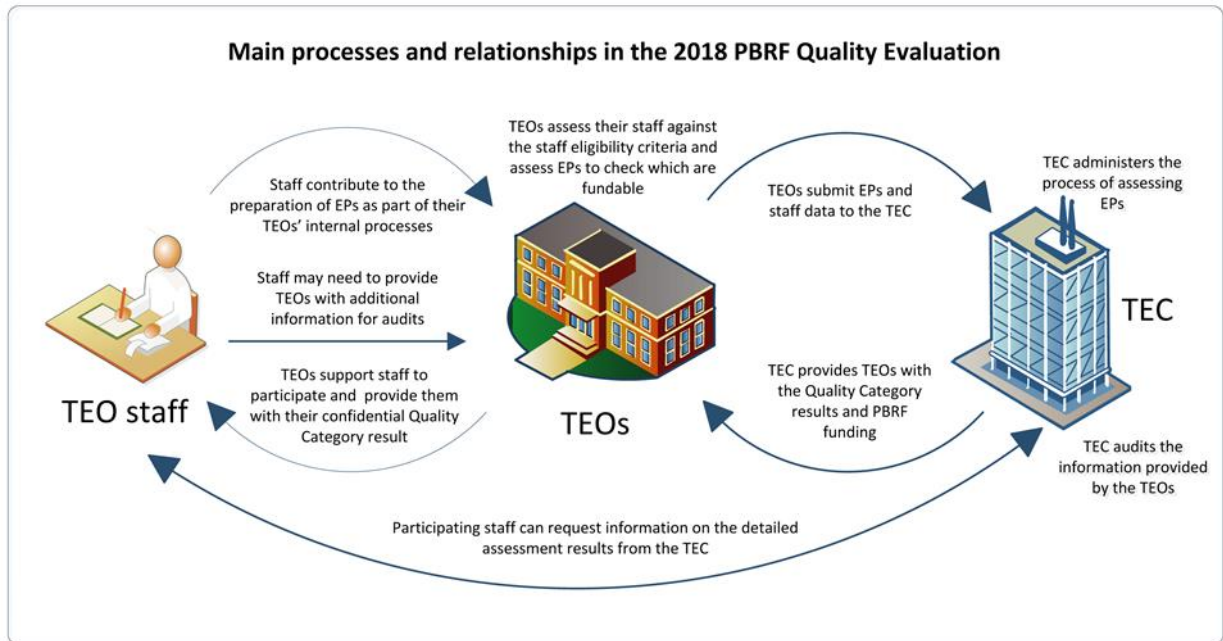 Main processes and relationships in the 2018 PBRF Quality Evaluation
TEOs assess their staff against
the staff eligibility criteria and
assess EPs to check which are
fundable
TEC administers the
process of assessing
EPs
Staff contribute to the
preparation of EPs as part of their
TEOs’ internal processes
TEOs submit EPs and
staff data to the TEC
Staff may need to provide
TEOs with additional
information for audits
TEC
TEOs support staff to
participate and  provide them
with their confidential Quality
Category result
TEC provides TEOs with
the Quality Category
results and PBRF
funding
TEO staff
TEOs
TEC audits the
information provided
by the TEOs
Participating staff can request information on the detailed
assessment results from the TEC